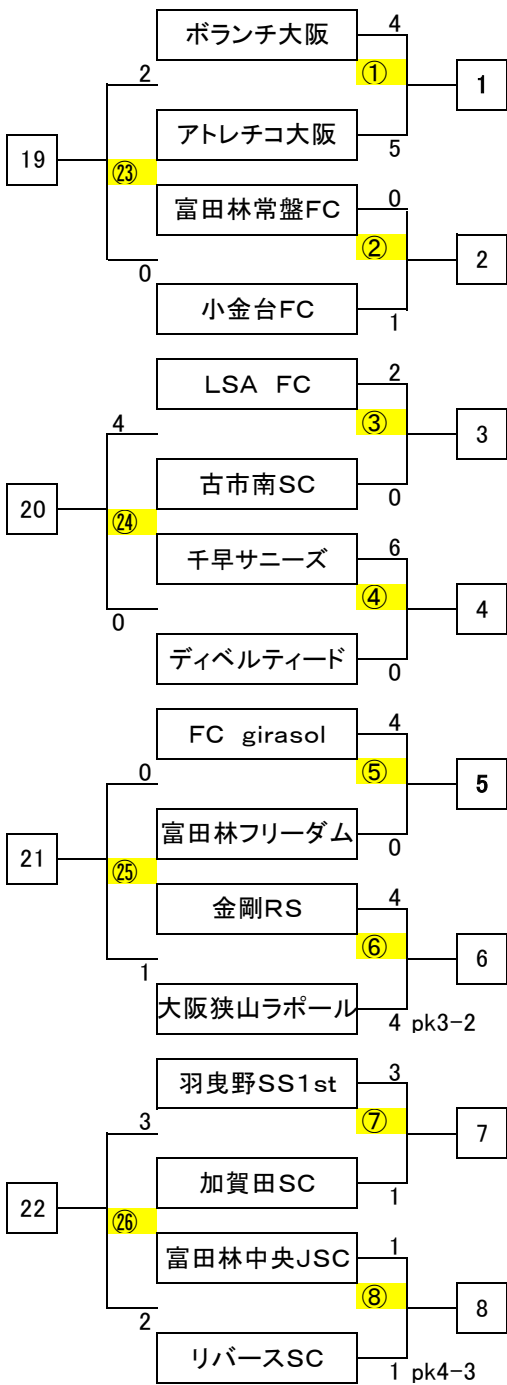 ボランチ大阪 4
2 ① 1
アトレチコ大阪 5
19 ㉓
富田林常盤FC 0
② 2
0
小金台FC 1
LSA FC 2
4 ③ 3
古市南SC 0
20 ㉔
千早サニーズ 6
④ 4
0
ディベルティード 0
FC girasol 4
0 ⑤ 5
富田林フリーダム 0
21 ㉕
金剛RS 4
⑥ 6
1
大阪狭山ラポール 4 pk3-2
羽曳野SS1st 3
3 ⑦ 7
加賀田SC 1
22 ㉖
富田林中央JSC 1
⑧ 8
2
リバースSC 1 pk4-3